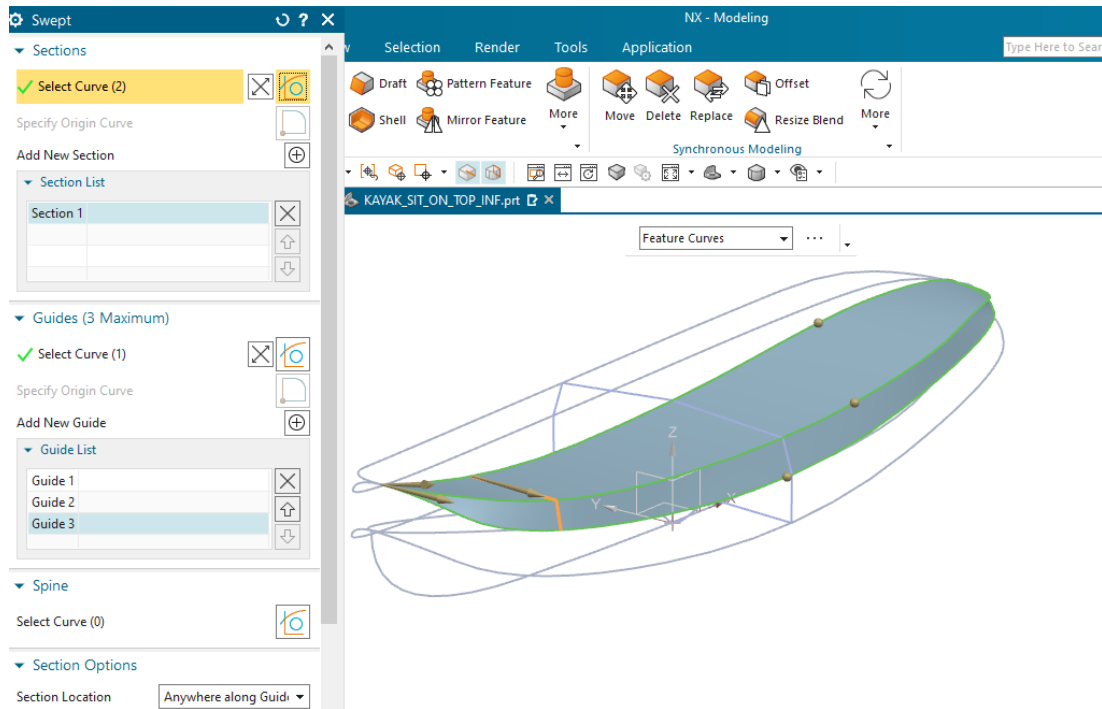 Swept
NX - Modeling
Sections
Select Curve (2)
Specify Origin Curve
Add New Section
Section List
Section 1
Guides (3 Maximum)
Select Curve (1)
Specify Origin Curve
Add New Guide
Guide List
Guide 1
Guide 2
Guide 3
Spine
Select Curve (0)
Section Options
Section Location
Anywhere along Guid
Selection Render Tools Application
Type Here to Sear
Draft Pattern Feature
Shell Mirror Feature
More
Move Delete Replace
Offset
Resize Blend
More
Synchronous Modeling
KAYAK_SIT_ON_TOP_INF.prt
Feature Curves
Z
Y
X